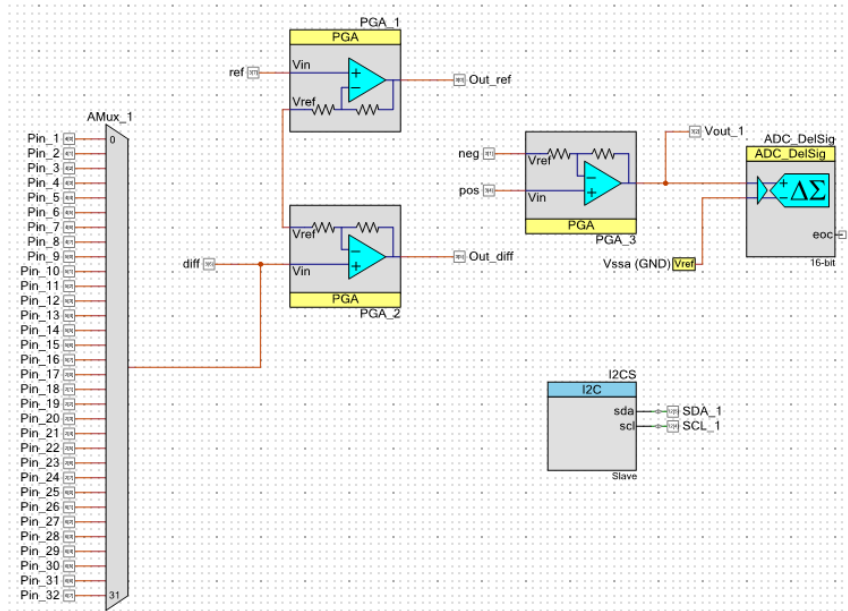 PGA_1
PGA
ref
Vin
Vref
Out_ref
AMux_1
0
31
Pin_1
Pin_2
Pin_3
Pin_4
Pin_5
Pin_6
Pin_7
Pin_8
Pin_9
Pin_10
Pin_11
Pin_12
Pin_13
Pin_14
Pin_15
Pin_16
Pin_17
Pin_18
Pin_19
Pin_20
Pin_21
Pin_22
Pin_23
Pin_24
Pin_25
Pin_26
Pin_27
Pin_28
Pin_29
Pin_30
Pin_31
Pin_32
diff
Vref
Vin
Out_diff
PGA
PGA_2
neg
Vref
pos
Vin
PGA
PGA_3
Vout_1
ADC_DelSig
ADC_DelSig
ΔΣ
eoc
16-bit
Vssa (GND) Vref
I2CS
I2C
sda SDA_1
scl SCL_1
Slave